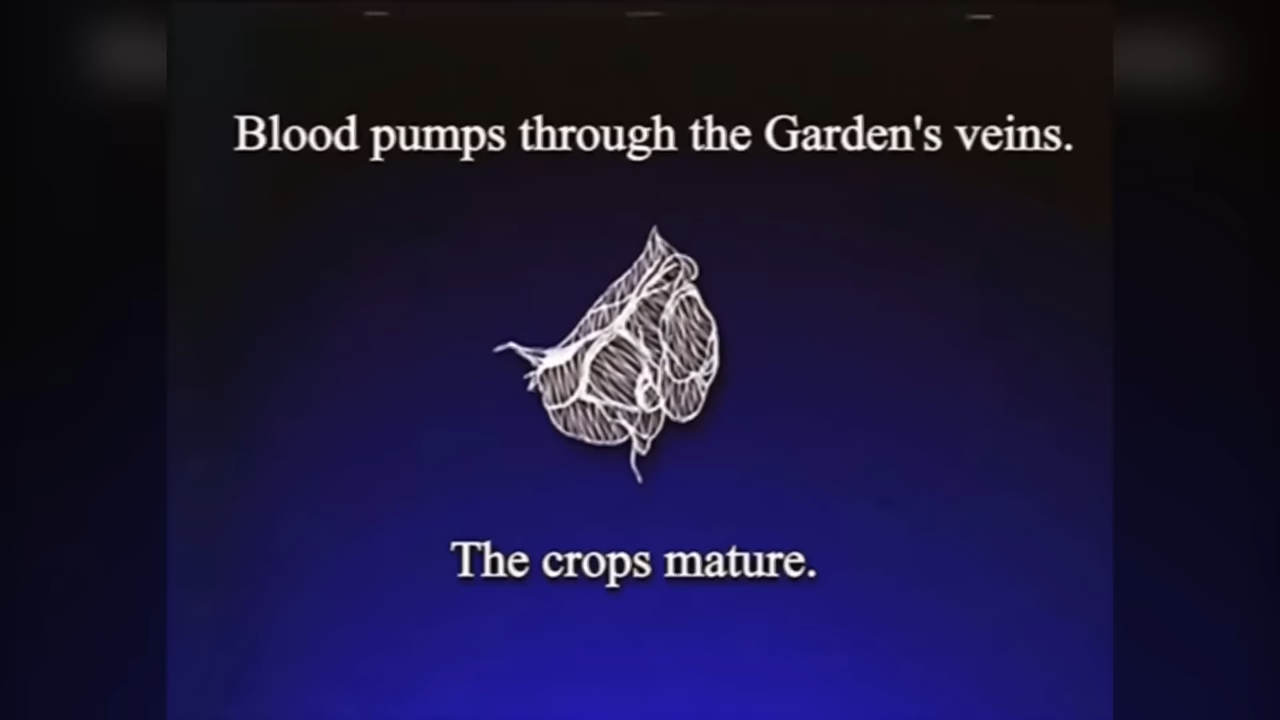 Blood pumps through the Garden's veins.
The crops mature.